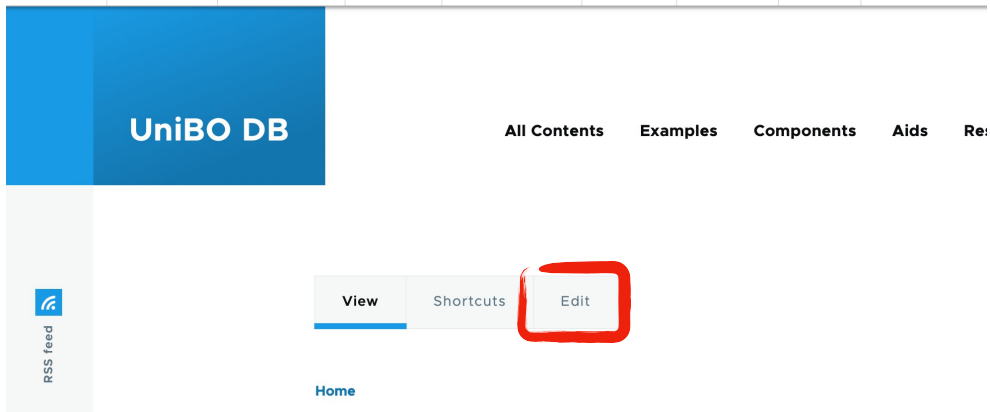 UniBO DB
All Contents Examples Components Aids
RSS feed
View Shortcuts Edit
Home